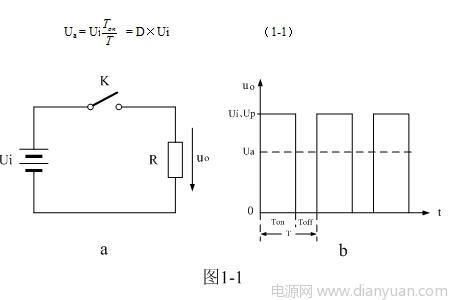 Ua = Ui Ton/T = D×Ui （1-1）
K
Ui
R
uo
a
uo
Ui、Up
Ua
0
t
Ton Toff
T
b
图1-1
电源网 www.dianyuan.com